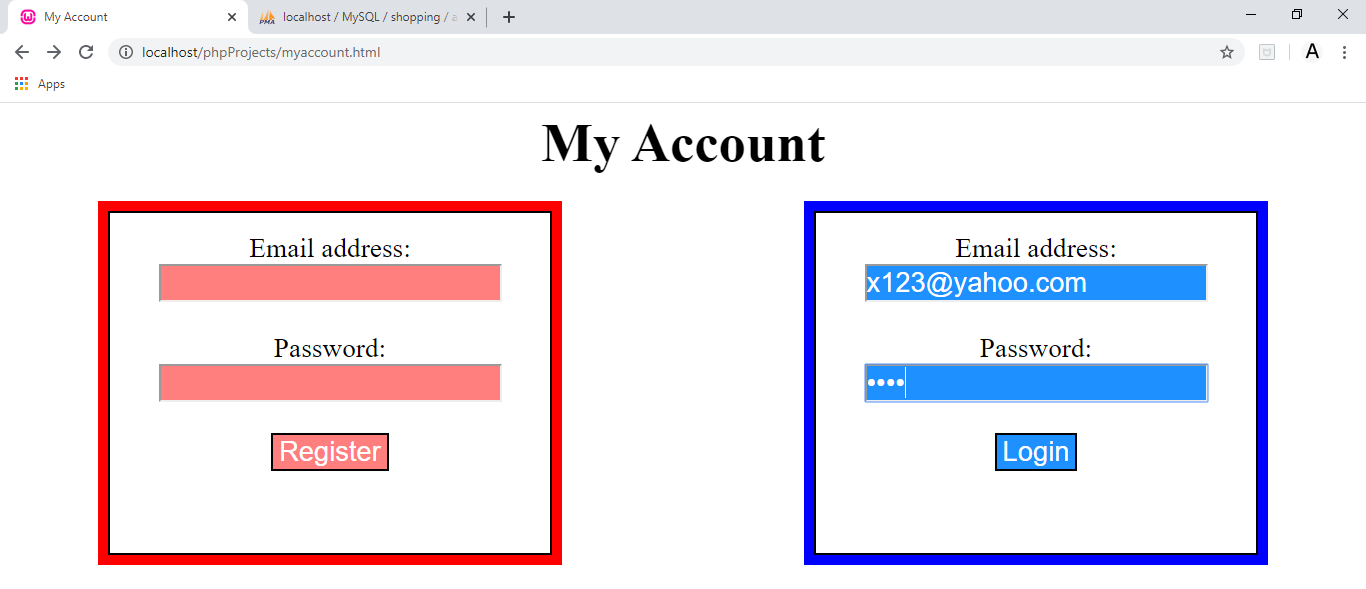 My Account
localhost / MySQL / shopping / a
localhost/phpProjects/myaccount.html
A
Apps
My Account
Email address:
Password:
Register
Email address:
x123@yahoo.com
Password:
••••
Login